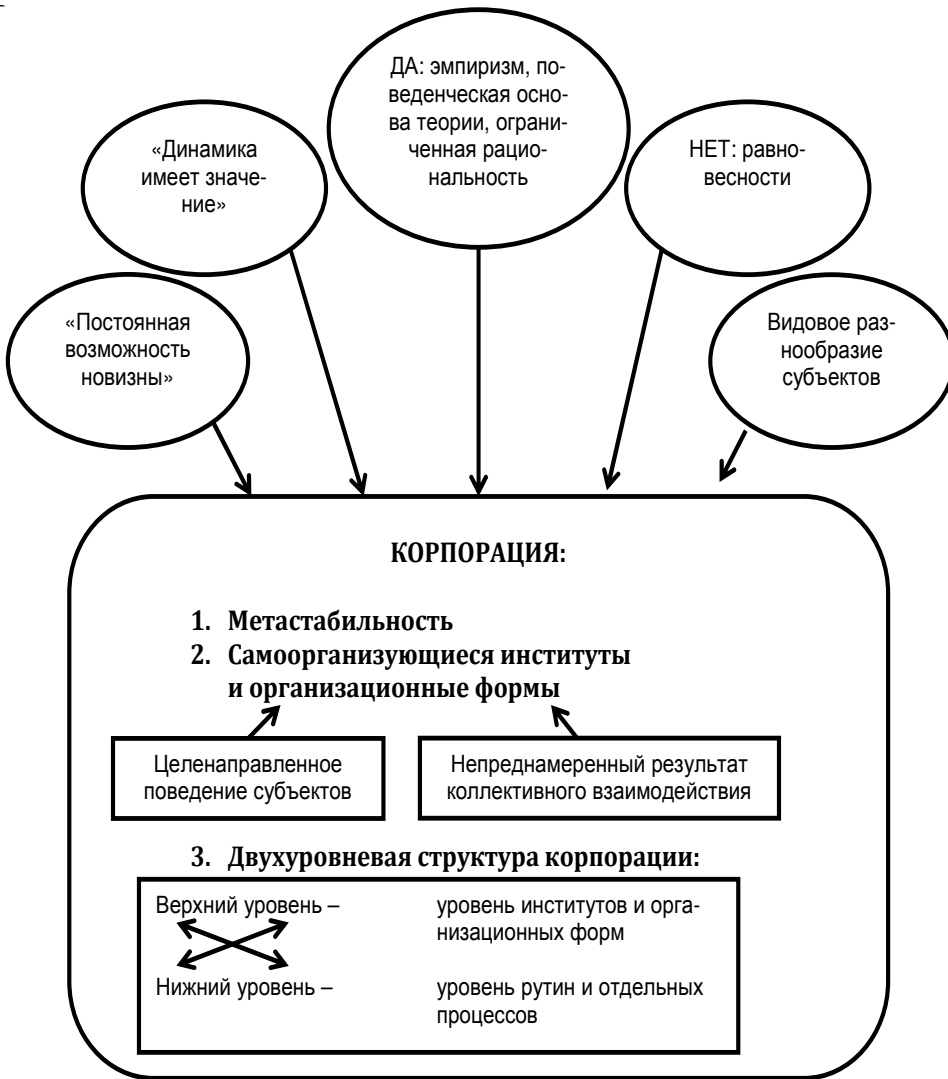 ДА: эмпиризм, по-
веденческая осно-
ва теории, ограни-
ченная рацио-
нальность
«Динамика
имеет значе-
ние»
НЕТ: равно-
весности
«Постоянная
возможность
новизны»
Видовое раз-
нообразие
субъектов
КОРПОРАЦИЯ:
1. Метастабильность
2. Самоорганизующиеся институты
и организационные формы
Целенаправленное
поведение субъектов
Непреднамеренный результат
коллективного взаимодействия
3. Двухуровневая структура корпорации:
Верхний уровень – уровень институтов и орга-
низационных форм
Нижний уровень – уровень рутин и отдельных
процессов